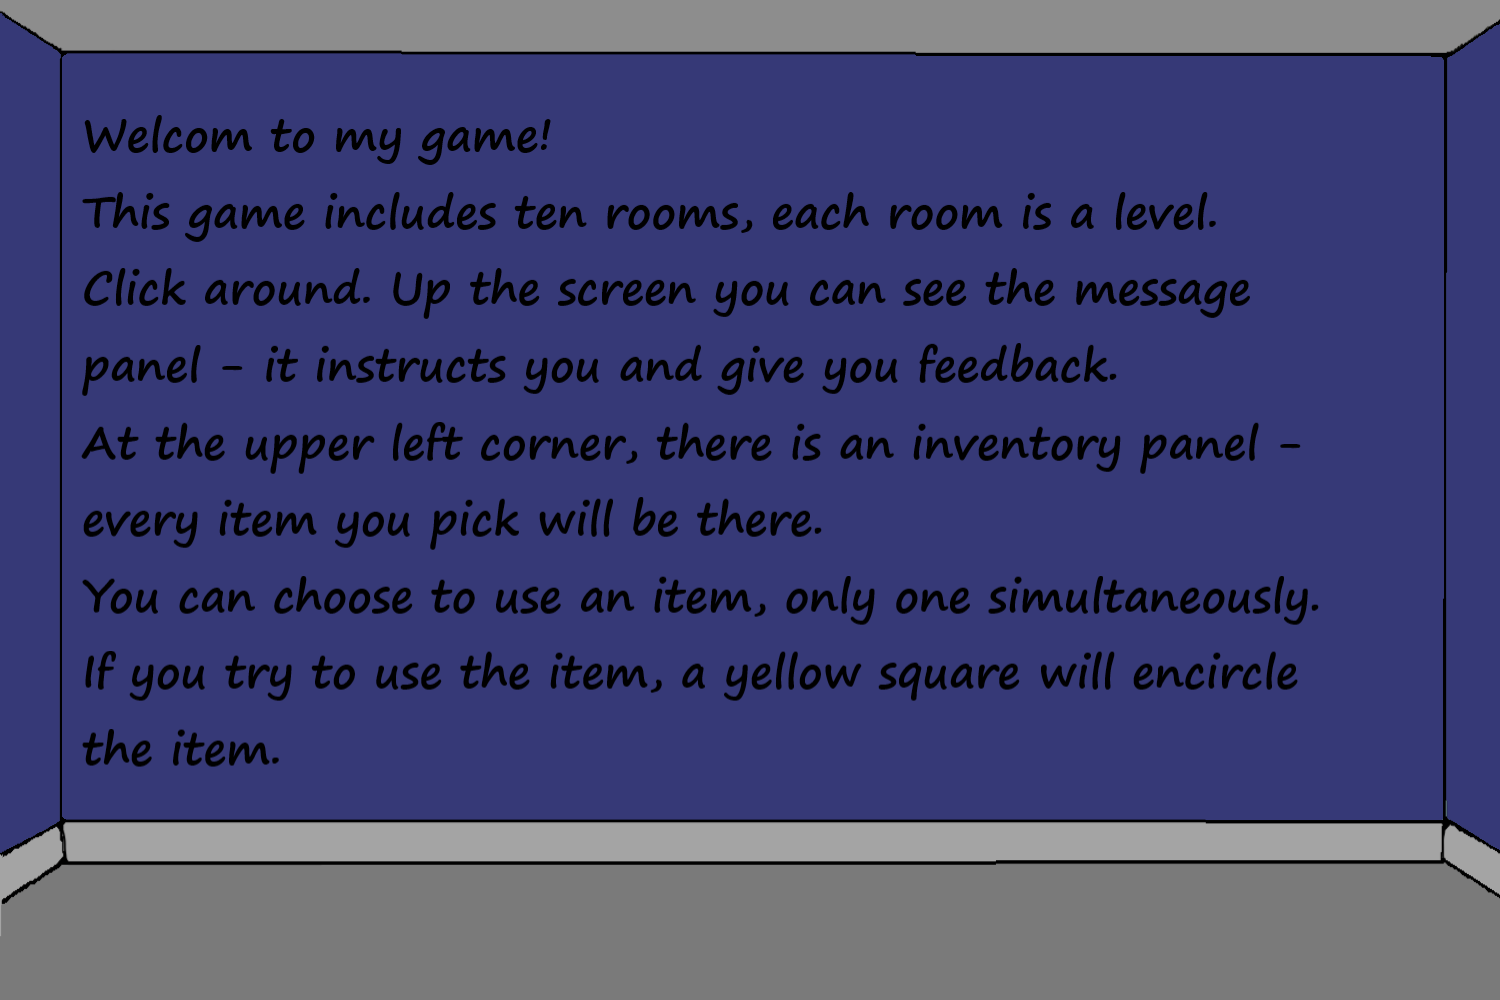 Welcom to my game!
This game includes ten rooms, each room is a level.
Click around. Up the screen you can see the message
panel - it instructs you and give you feedback.
At the upper left corner, there is an inventory panel -
every item you pick will be there.
You can choose to use an item, only one simultaneously.
If you try to use the item, a yellow square will encircle
the item.